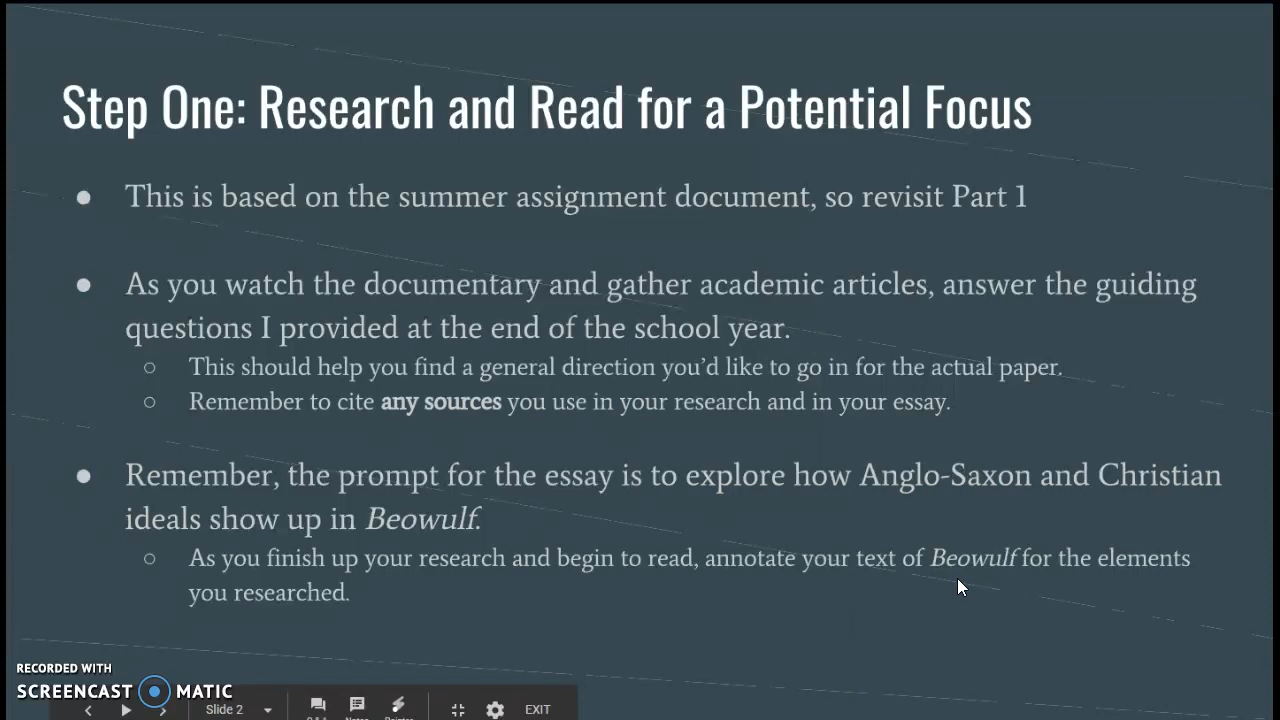 Step One: Research and Read for a Potential Focus
● This is based on the summer assignment document, so revisit Part 1
● As you watch the documentary and gather academic articles, answer the guiding
questions I provided at the end of the school year.
○ This should help you find a general direction you'd like to go in for the actual paper.
○ Remember to cite any sources you use in your research and in your essay.
● Remember, the prompt for the essay is to explore how Anglo-Saxon and Christian
ideals show up in Beowulf.
○ As you finish up your research and begin to read, annotate your text of Beowulf for the elements
you researched.
RECORDED WITH
SCREENCAST MATIC
Slide 2 EXIT